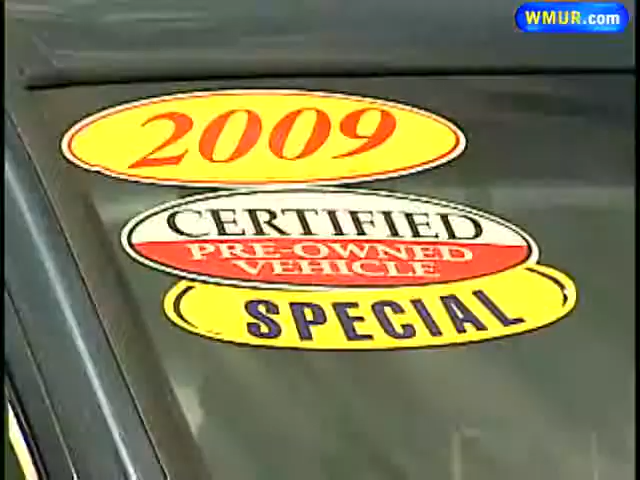 WMUR.com
2009
CERTIFIED
PRE-OWNED
VEHICLE
SPECIAL